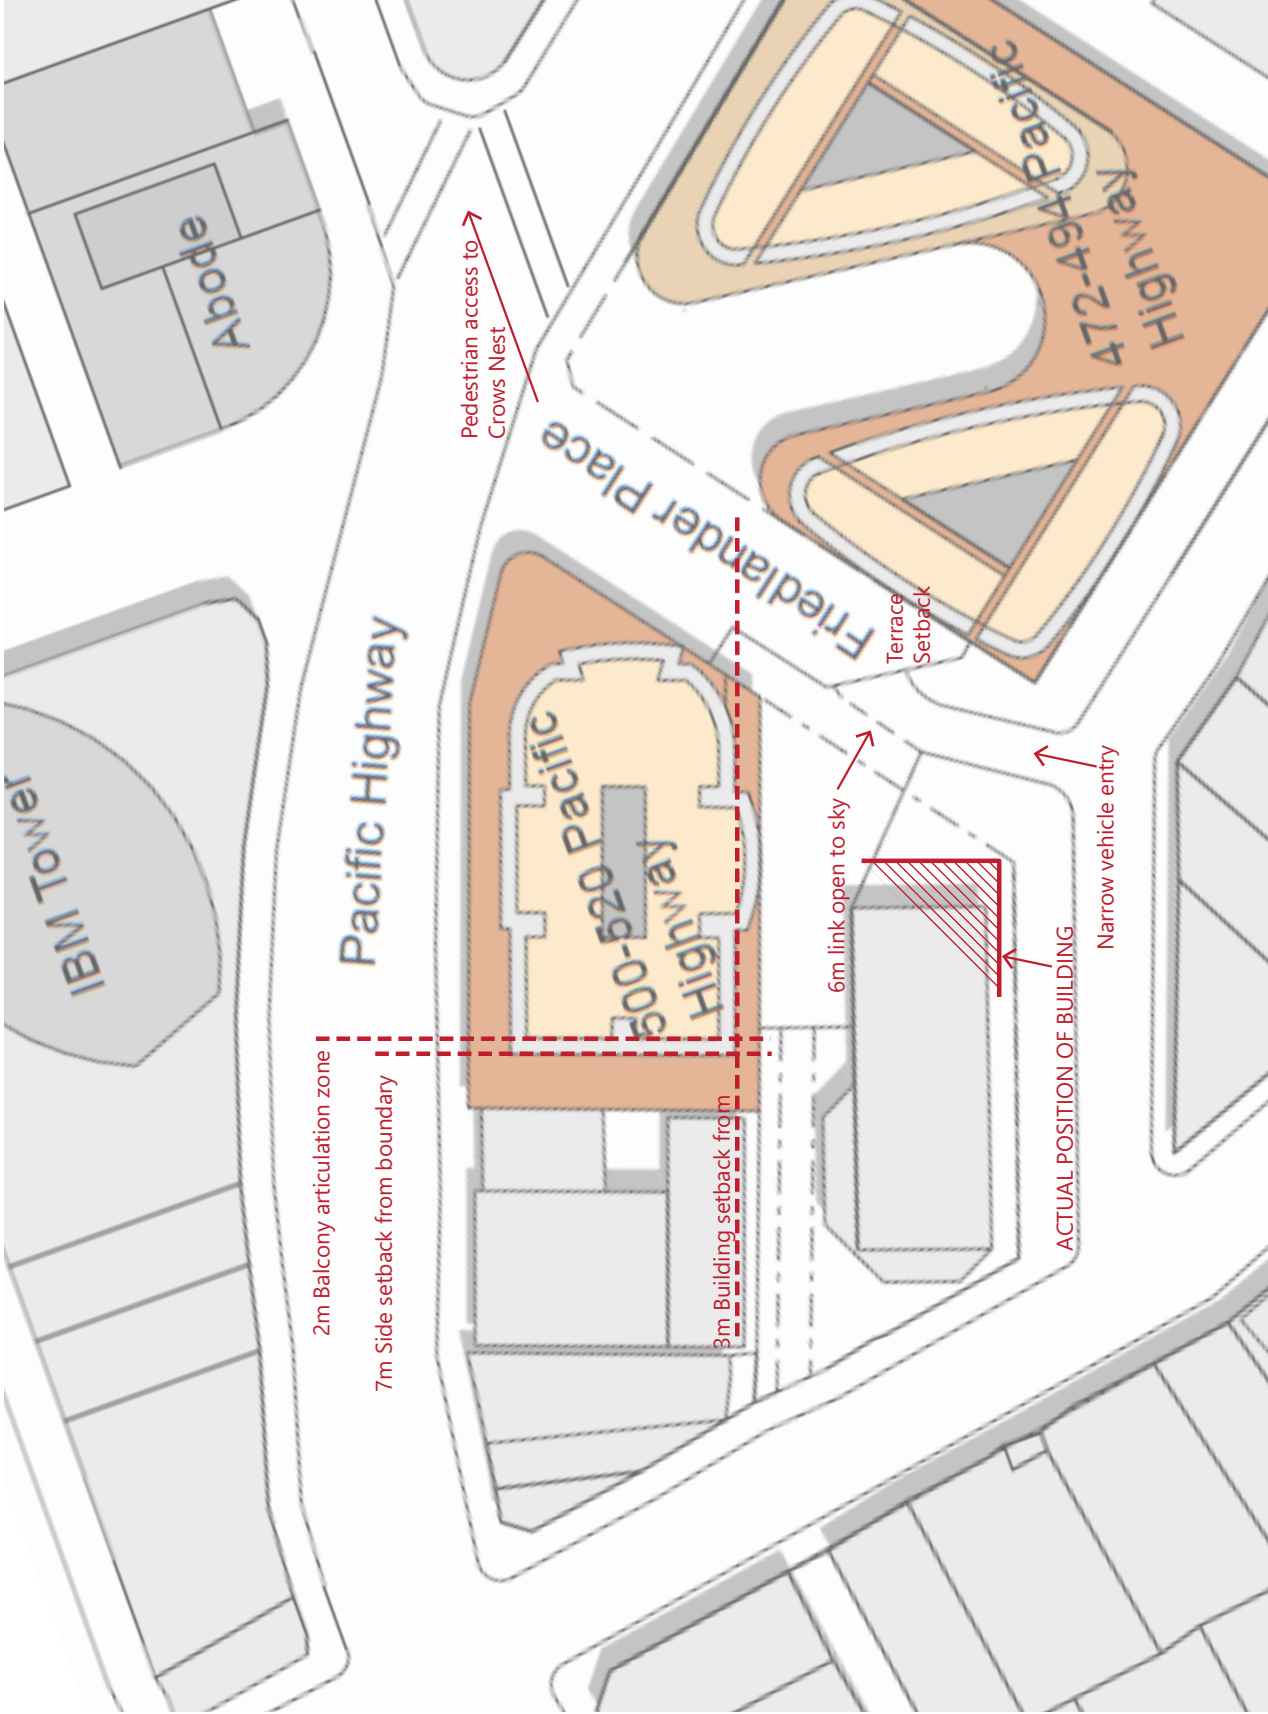 IBM Tower
Abode
Pacific Highway
2m Balcony articulation zone
7m Side setback from boundary
Pedestrian access to
Crows Nest
500-520 Pacific
Highway
Friedlander Place
3m Building setback from
6m link open to sky
Terrace
Setback
472-494 Pacific
Highway
ACTUAL POSITION OF BUILDING
Narrow vehicle entry